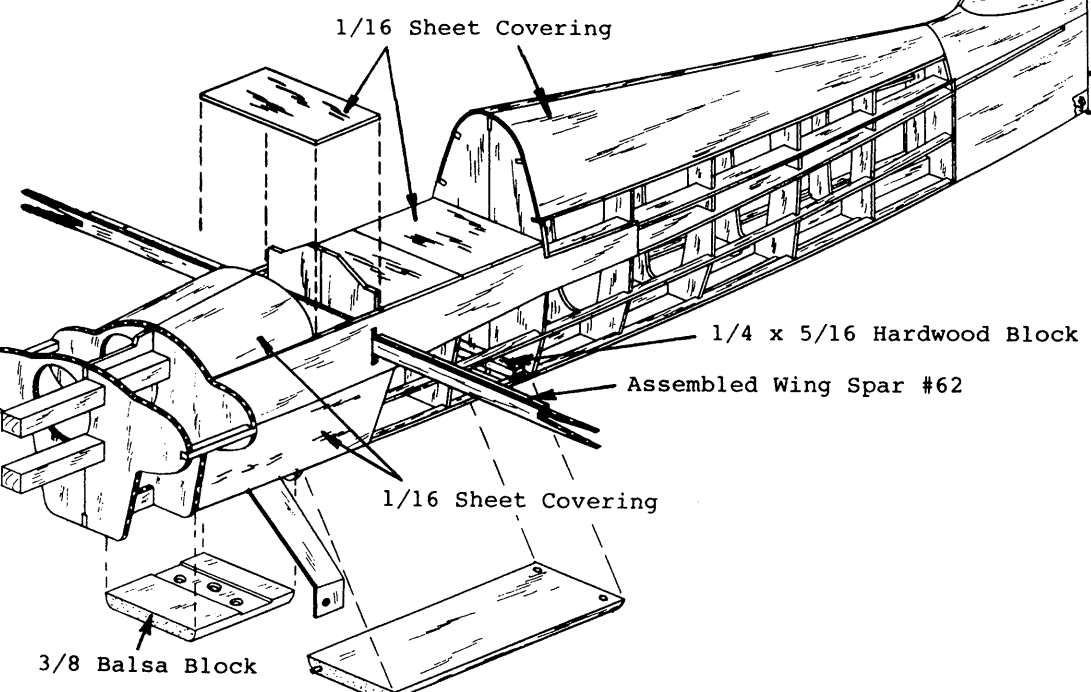 1/16 Sheet Covering
1/4 x 5/16 Hardwood Block
Assembled Wing Spar #62
1/16 Sheet Covering
3/8 Balsa Block